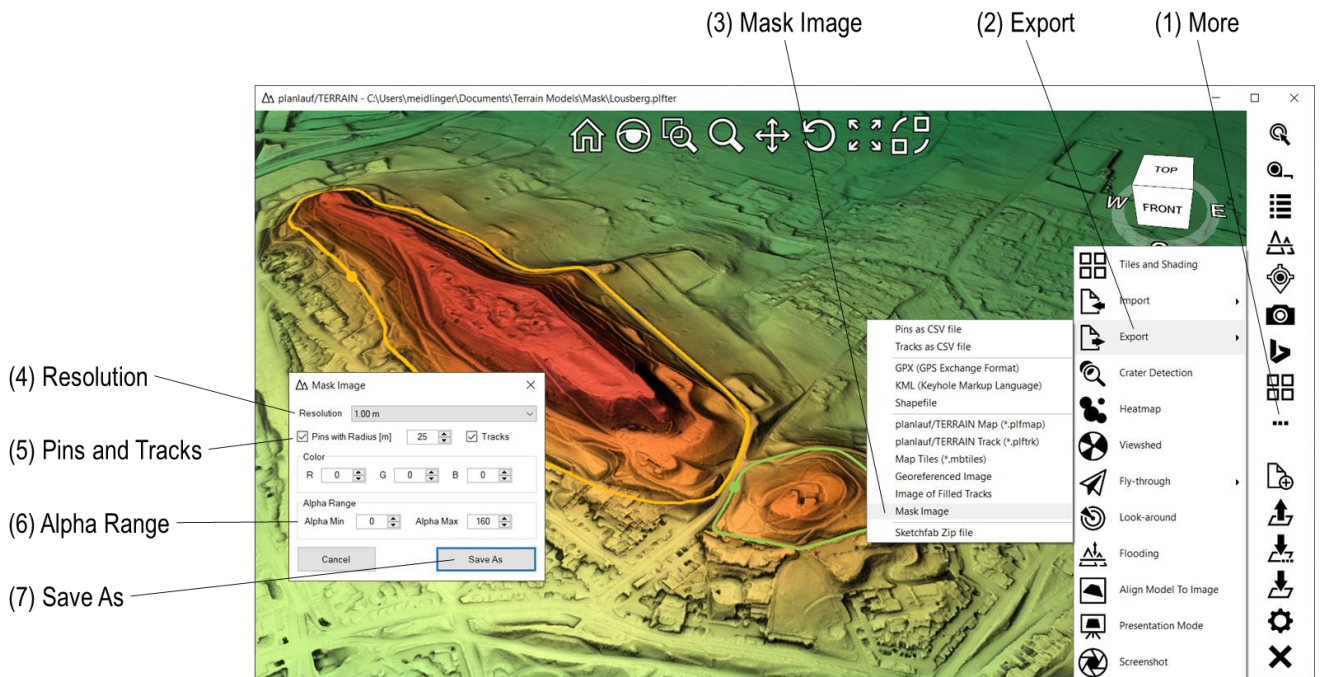 (3) Mask Image
(2) Export
(1) More
planlauf/TERRAIN - C:\Users\meidlinger\Documents\Terrain Models\Mask\Lousberg.plfter
TOP
W
FRONT
E
Tiles and Shading
Import
Export
Crater Detection
Heatmap
Viewshed
Fly-through
Look-around
Flooding
Align Model To Image
Presentation Mode
Screenshot
Pins as CSV file
Tracks as CSV file
GPX (GPS Exchange Format)
KML (Keyhole Markup Language)
Shapefile
planlauf/TERRAIN Map (*.plfmap)
planlauf/TERRAIN Track (*.plftrk)
Map Tiles (*.mbtiles)
Georeferenced Image
Image of Filled Tracks
Mask Image
Sketchfab Zip file
(4) Resolution
(5) Pins and Tracks
(6) Alpha Range
(7) Save As
Mask Image
Resolution 1.00 m
Pins with Radius [m] 25 Tracks
Color
R 0 G 0 B 0
Alpha Range
Alpha Min 0 Alpha Max 160
Cancel Save As